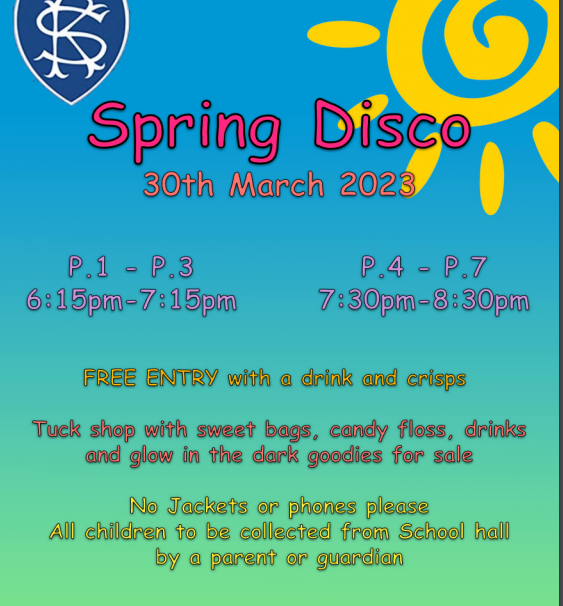 Spring Disco
30th March 2023
P.1 - P.3
6:15pm-7:15pm
P.4 - P.7
7:30pm-8:30pm
FREE ENTRY with a drink and crisps
Tuck shop with sweet bags, candy floss, drinks
and glow in the dark goodies for sale
No Jackets or phones please
All children to be collected from School hall
by a parent or guardian